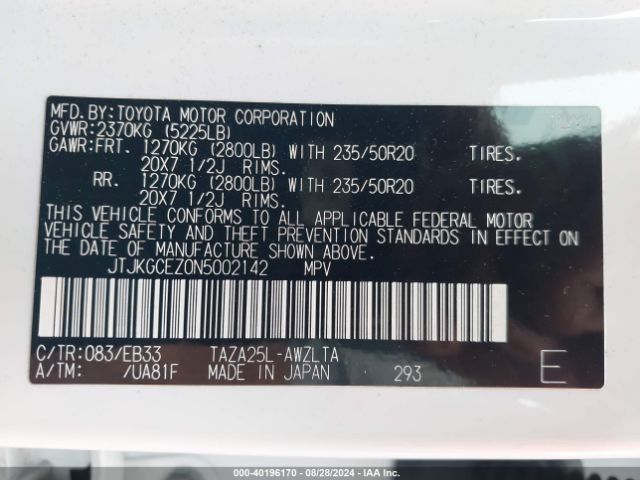 MFD.BY:TOYOTA MOTOR CORPORATION
GVWR:2370KG (5225LB)
GAWR:FRT. 1270KG (2800LB) WITH 235/50R20 TIRES.
20X7 1/2J RIMS.
RR. 1270KG (2800LB) WITH 235/50R20 TIRES.
20X7 1/2J RIMS.
THIS VEHICLE CONFORMS TO ALL APPLICABLE FEDERAL MOTOR
VEHICLE SAFETY AND THEFT PREVENTION STANDARDS IN EFFECT ON
THE DATE OF MANUFACTURE SHOWN ABOVE.
JTJKGCEZ0N5002142 MPV
C/TR:083/EB33 TAZA25L-AWZLTA
A/TM: /UA81F MADE IN JAPAN 293 E
000-40196170 - 08/28/2024 - IAA, Inc.